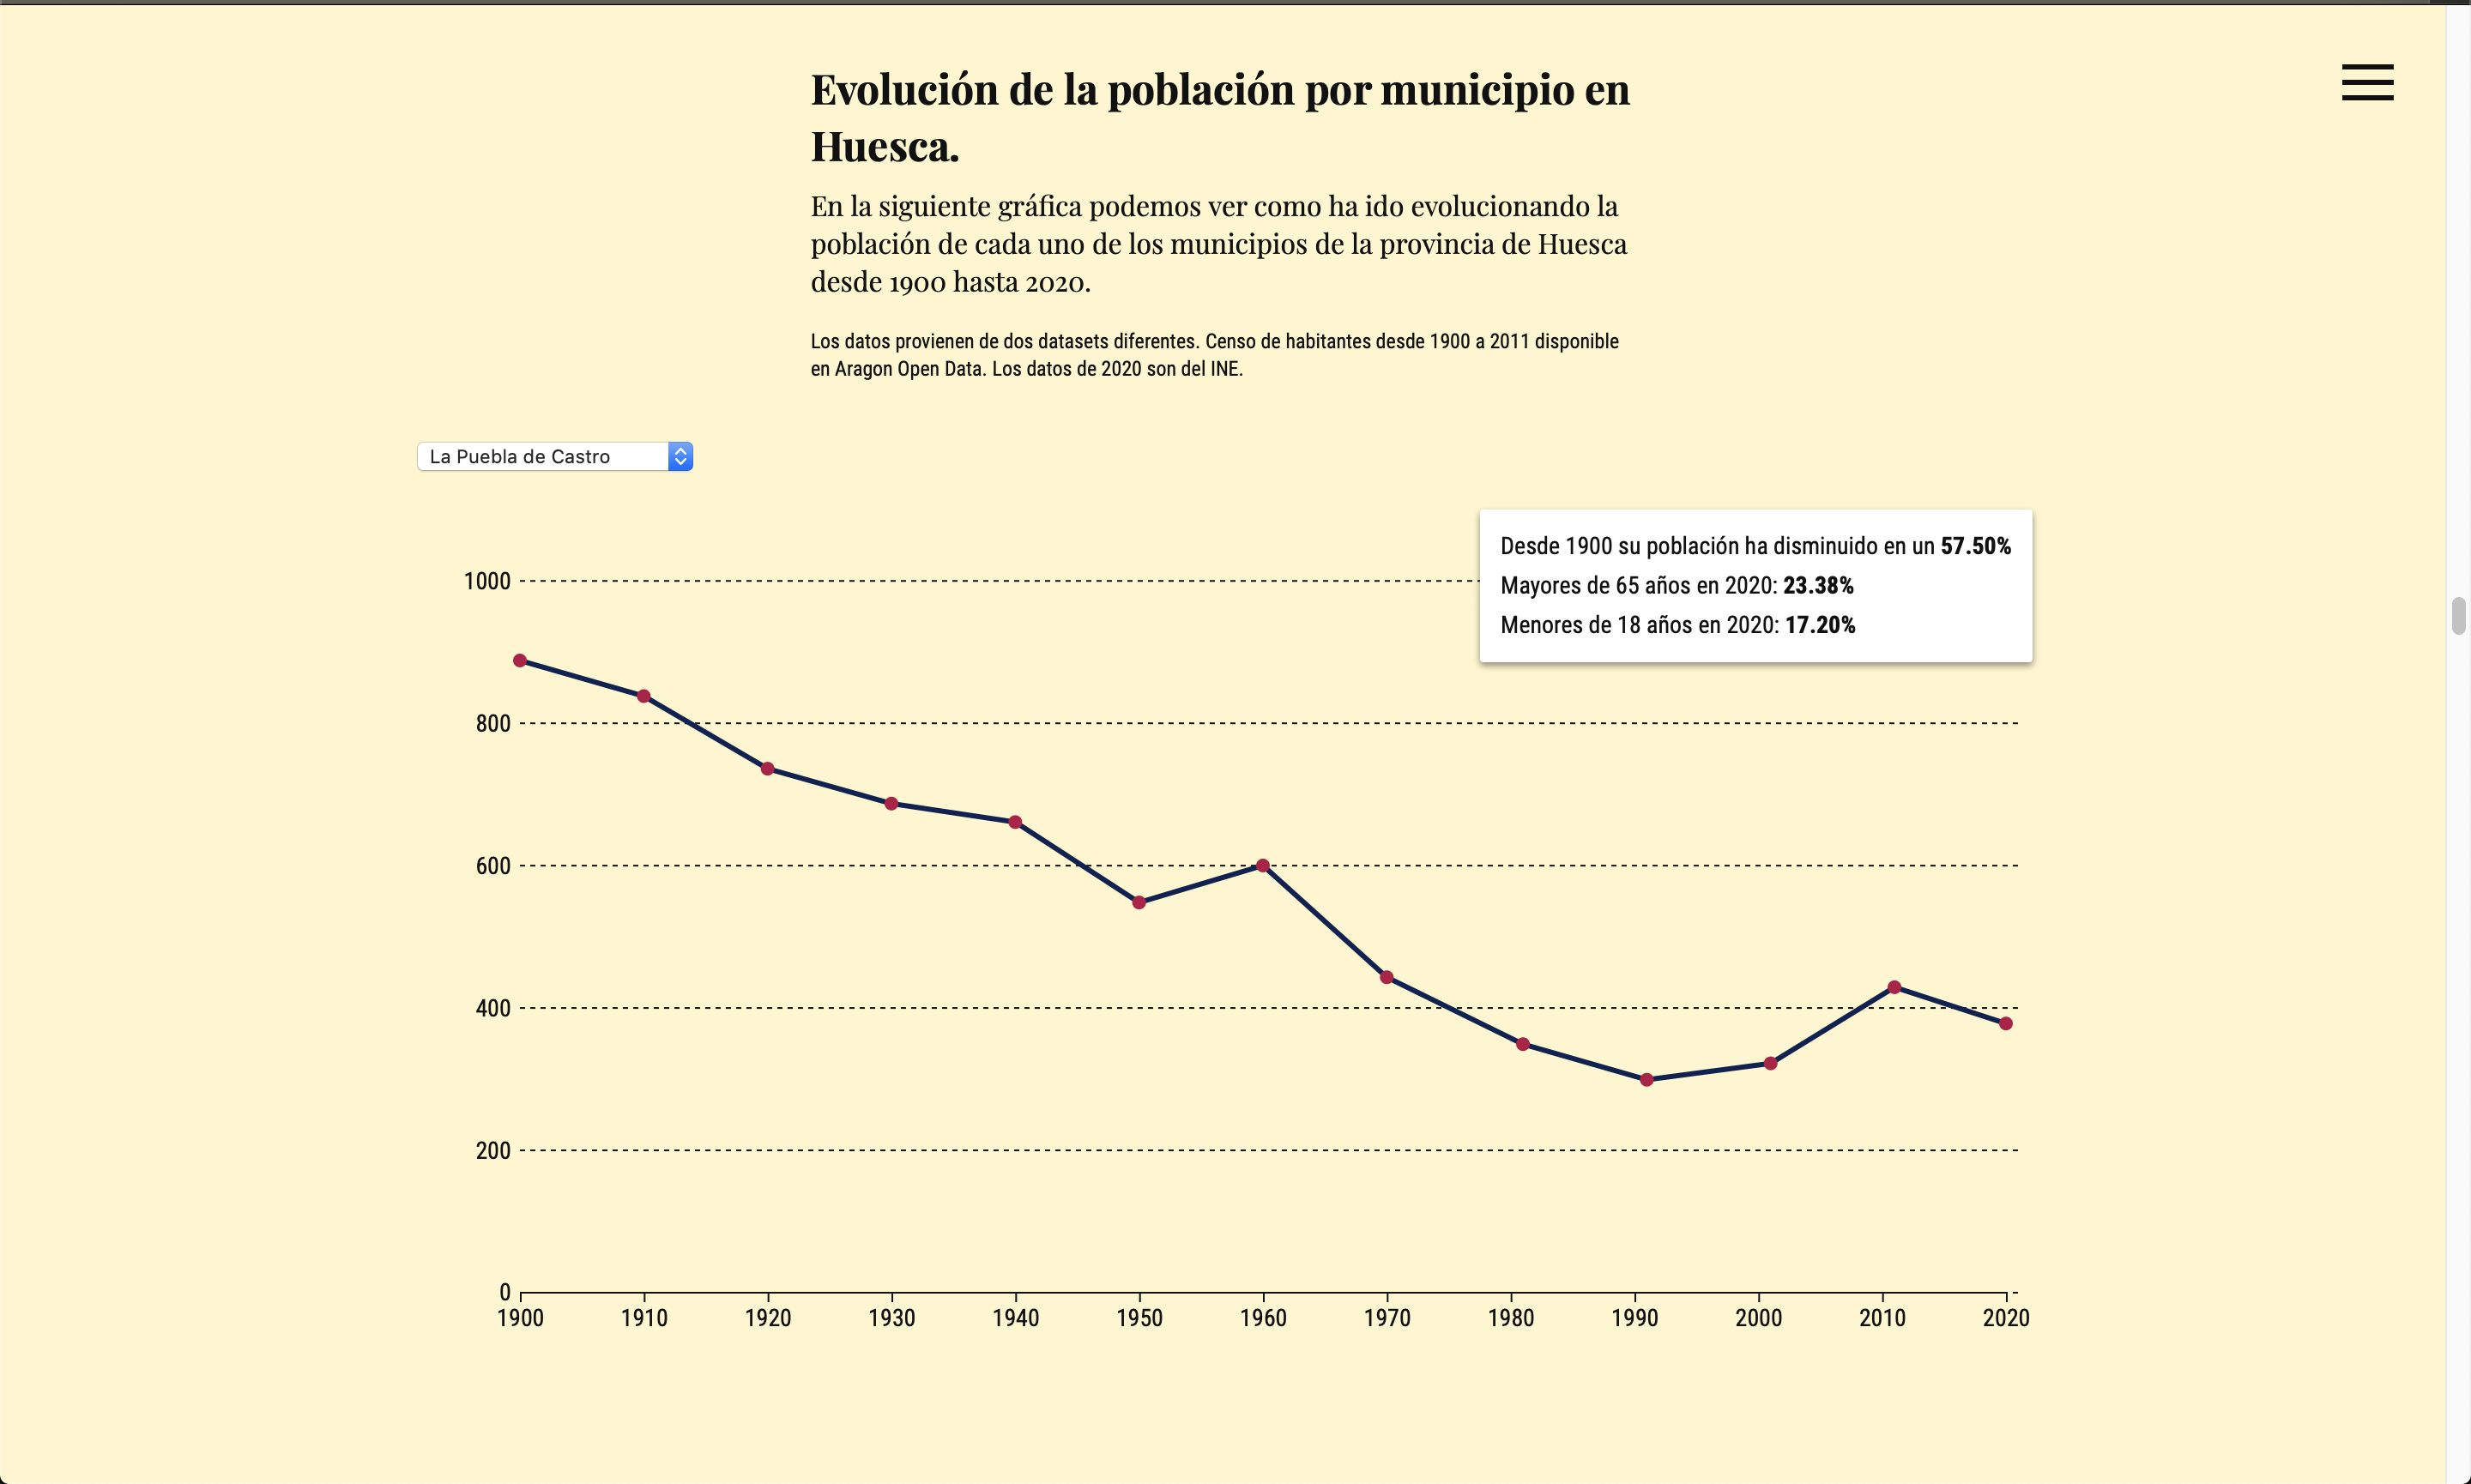 Evolución de la población por municipio en
Huesca.
En la siguiente gráfica podemos ver como ha ido evolucionando la
población de cada uno de los municipios de la provincia de Huesca
desde 1900 hasta 2020.
Los datos provienen de dos datasets diferentes. Censo de habitantes desde 1900 a 2011 disponible
en Aragon Open Data. Los datos de 2020 son del INE.
La Puebla de Castro
Desde 1900 su población ha disminuido en un 57.50%
Mayores de 65 años en 2020: 23.38%
Menores de 18 años en 2020: 17.20%
1000
800
600
400
200
0
1900 1910 1920 1930 1940 1950 1960 1970 1980 1990 2000 2010 2020